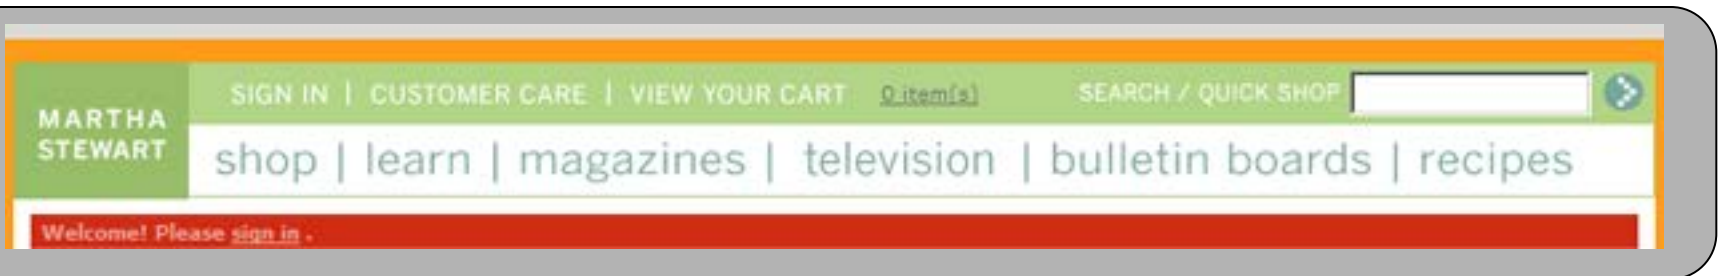 MARTHA
STEWART
SIGN IN | CUSTOMER CARE | VIEW YOUR CART 0 item(s) SEARCH / QUICK SHOP
shop | learn | magazines | television | bulletin boards | recipes
Welcome! Please sign in .